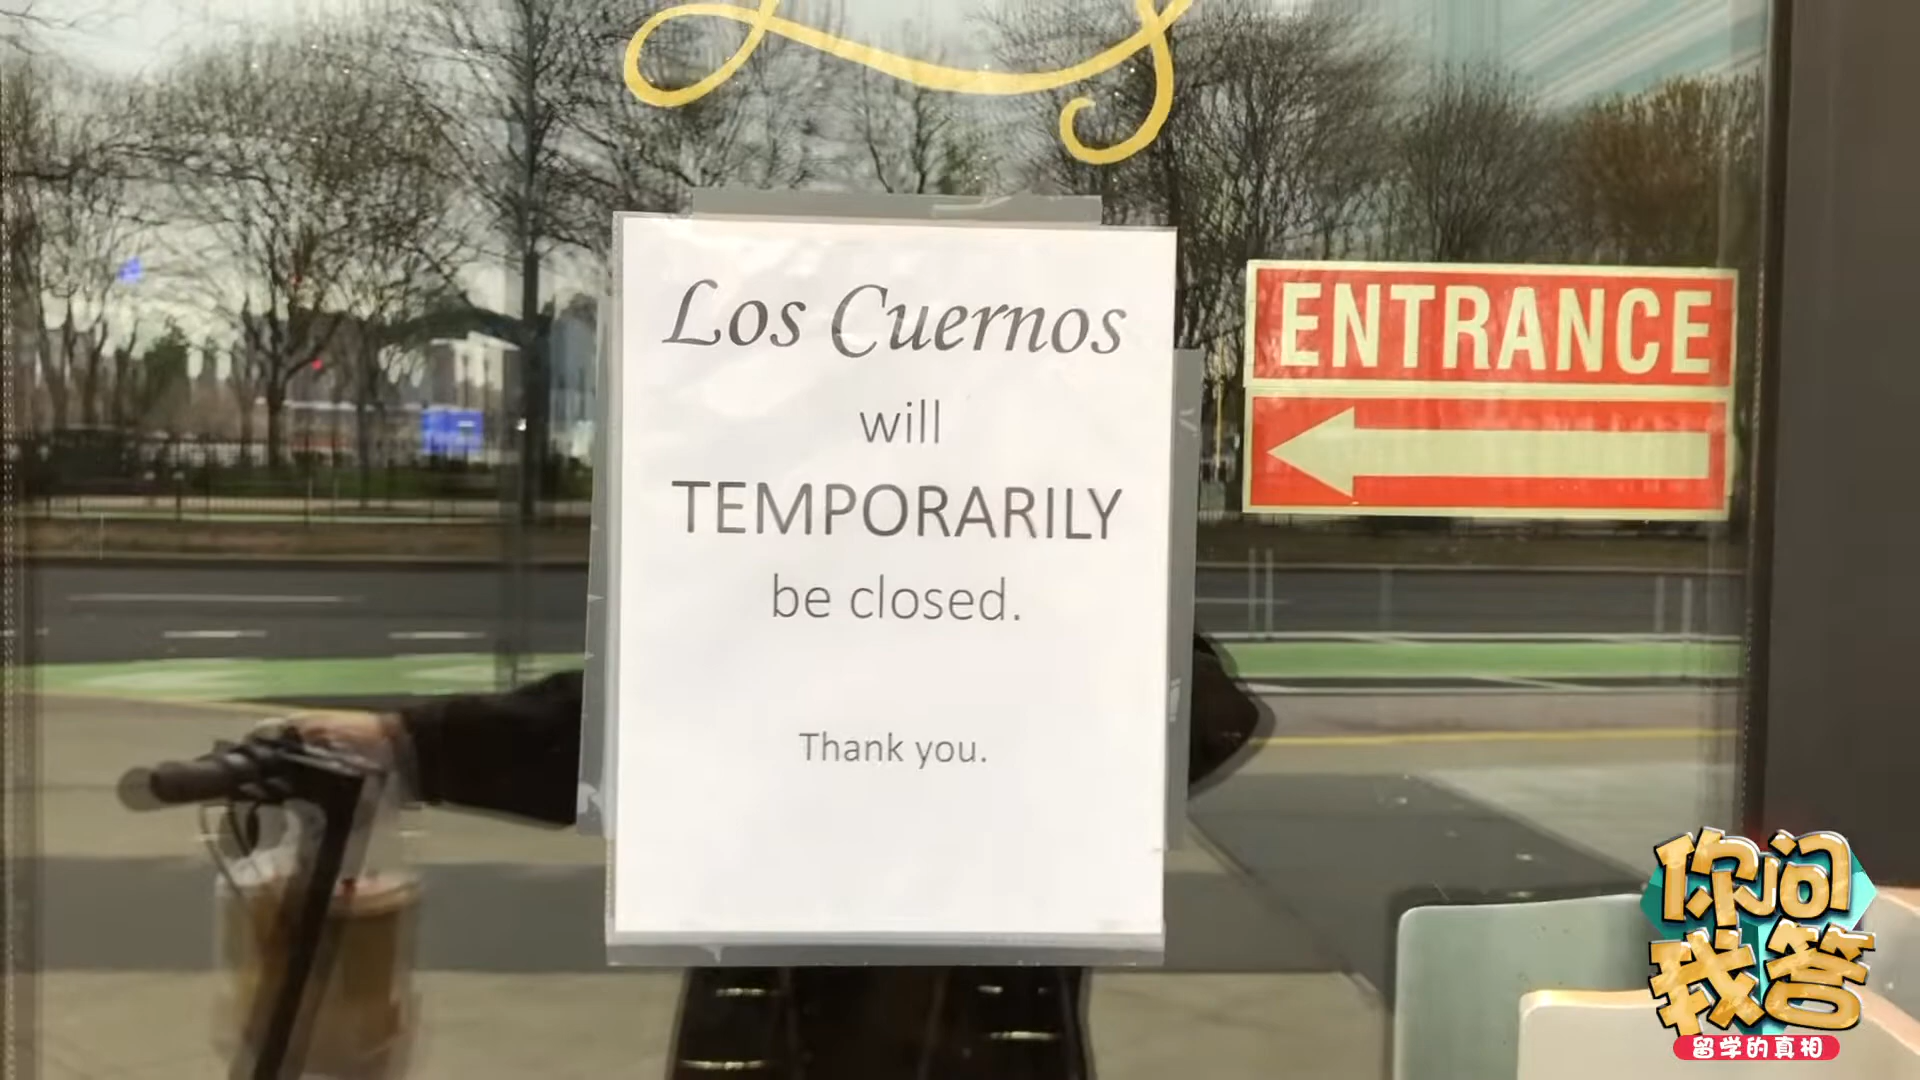 Los Cuernos
will
TEMPORARILY
be closed.
Thank you.
ENTRANCE
你问
我答
留学的真相